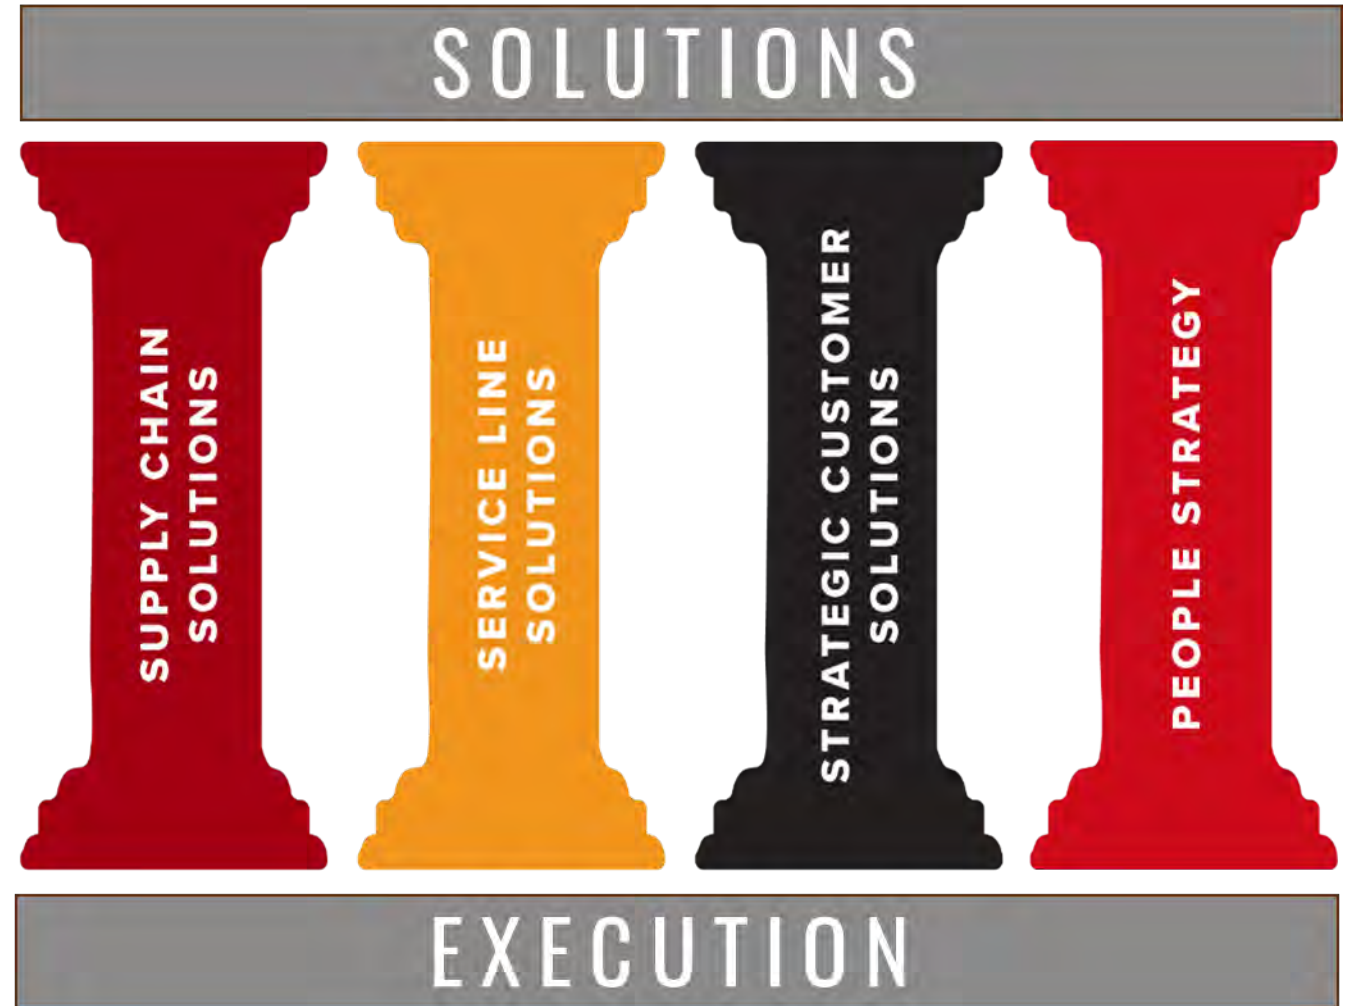 SOLUTIONS
SUPPLY CHAIN
SOLUTIONS
SERVICE LINE
SOLUTIONS
STRATEGIC CUSTOMER
SOLUTIONS
PEOPLE STRATEGY
EXECUTION